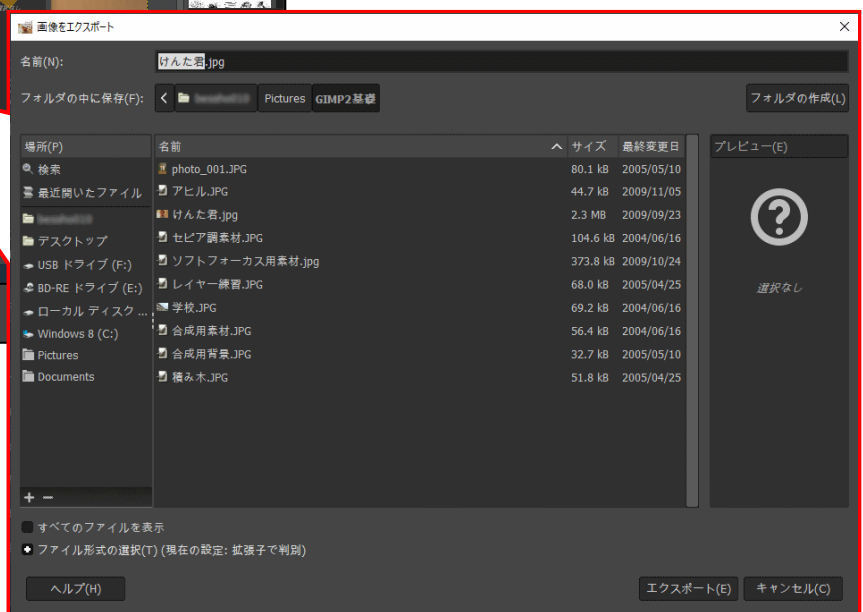 画像をエクスポート
名前(N): けんた君.jpg
フォルダの中に保存(F): Pictures GIMP2基礎 フォルダの作成(L)
場所(P) 名前 サイズ 最終変更日 プレビュー(E)
検索 photo_001.JPG 80.1 kB 2005/05/10
最近開いたファイル アヒル.JPG 44.7 kB 2009/11/05
けんた君.jpg 2.3 MB 2009/09/23
デスクトップ セピア調素材.JPG 104.6 kB 2004/06/16
USB ドライブ (F:) ソフトフォーカス用素材.jpg 373.8 kB 2009/10/24
BD-RE ドライブ (E:) レイヤー練習.JPG 68.0 kB 2005/04/25 選択なし
ローカル ディスク ... 学校.JPG 69.2 kB 2004/06/16
Windows 8 (C:) 合成用素材.JPG 56.4 kB 2004/06/16
Pictures 合成用背景.JPG 32.7 kB 2005/05/10
Documents 積み木.JPG 51.8 kB 2005/04/25
すべてのファイルを表示
ファイル形式の選択(T) (現在の設定: 拡張子で判別)
ヘルプ(H) エクスポート(E) キャンセル(C)